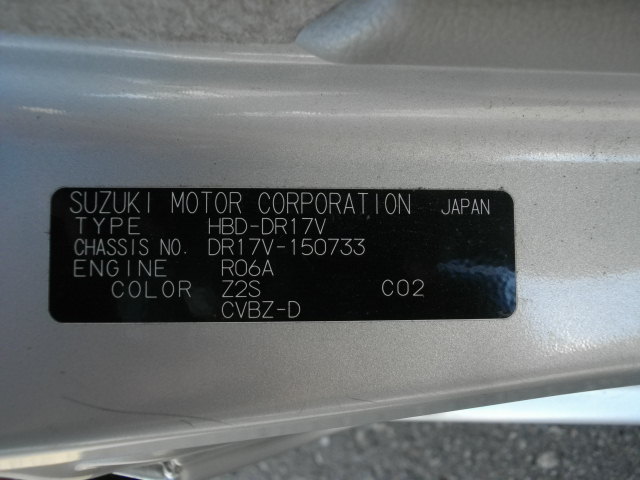 SUZUKI MOTOR CORPORATION JAPAN
TYPE HBD-DR17V
CHASSIS NO. DR17V-150733
ENGINE R06A
COLOR Z2S C02
CVBZ-D